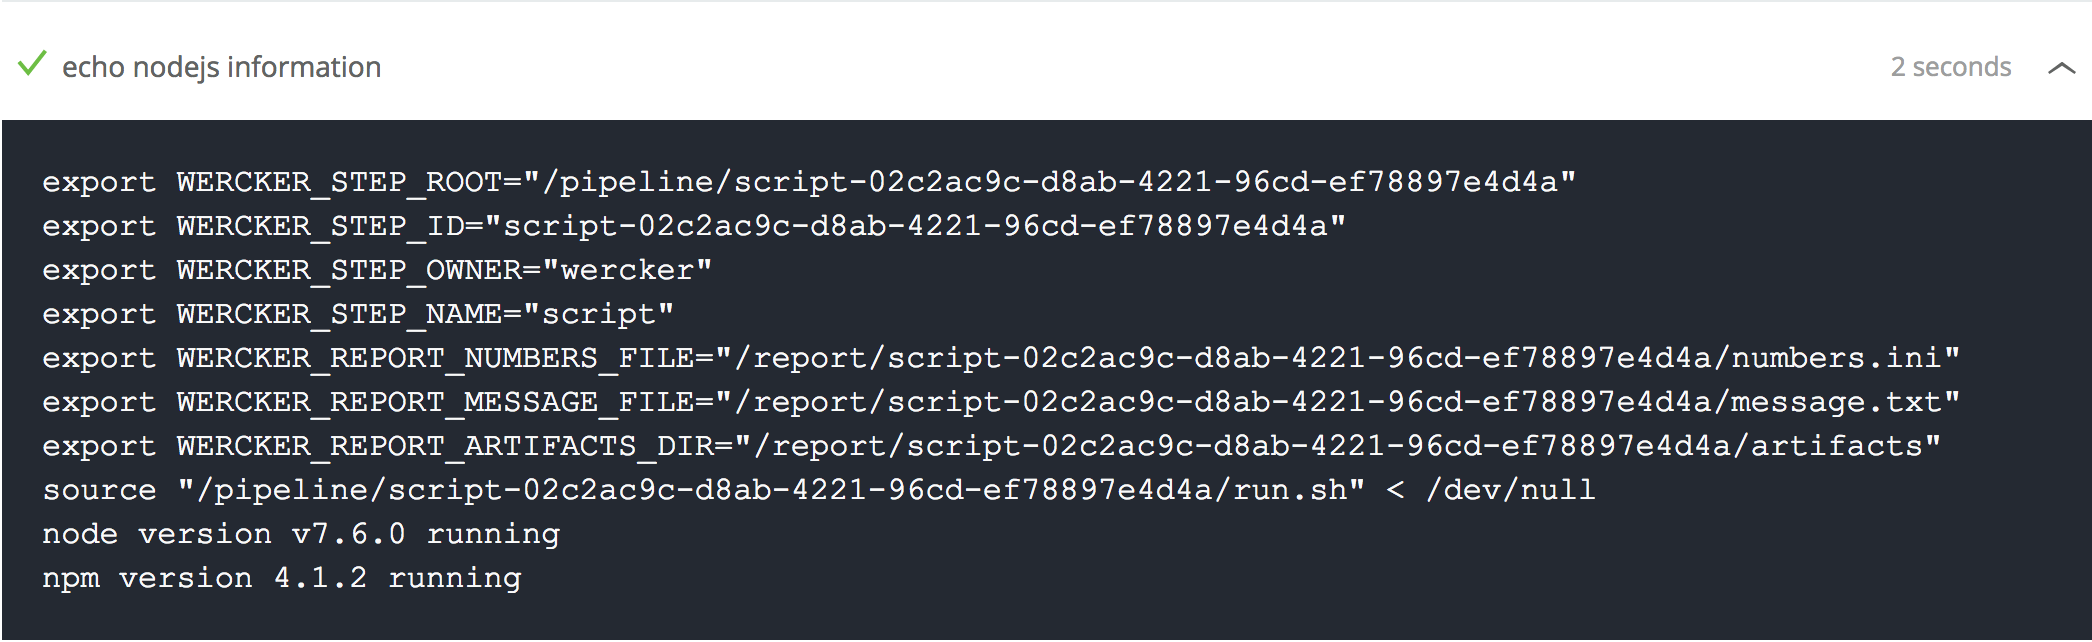 echo nodejs information
2 seconds
export WERCKER_STEP_ROOT="/pipeline/script-02c2ac9c-d8ab-4221-96cd-ef78897e4d4a"
export WERCKER_STEP_ID="script-02c2ac9c-d8ab-4221-96cd-ef78897e4d4a"
export WERCKER_STEP_OWNER="wercker"
export WERCKER_STEP_NAME="script"
export WERCKER_REPORT_NUMBERS_FILE="/report/script-02c2ac9c-d8ab-4221-96cd-ef78897e4d4a/numbers.ini"
export WERCKER_REPORT_MESSAGE_FILE="/report/script-02c2ac9c-d8ab-4221-96cd-ef78897e4d4a/message.txt"
export WERCKER_REPORT_ARTIFACTS_DIR="/report/script-02c2ac9c-d8ab-4221-96cd-ef78897e4d4a/artifacts"
source "/pipeline/script-02c2ac9c-d8ab-4221-96cd-ef78897e4d4a/run.sh" < /dev/null
node version v7.6.0 running
npm version 4.1.2 running